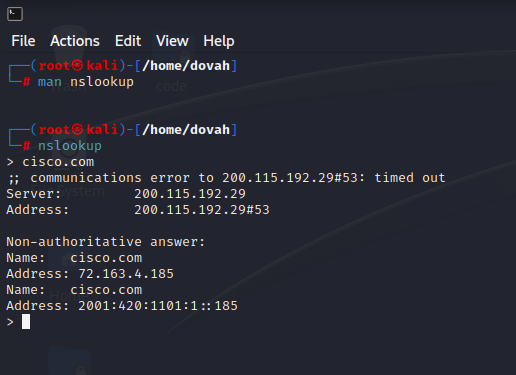 File Actions Edit View Help
┌──(root㉿kali)-[/home/dovah]
└─# man nslookup
┌──(root㉿kali)-[/home/dovah]
└─# nslookup
> cisco.com
;; communications error to 200.115.192.29#53: timed out
Server:         200.115.192.29
Address:        200.115.192.29#53
Non-authoritative answer:
Name:   cisco.com
Address: 72.163.4.185
Name:   cisco.com
Address: 2001:420:1101:1::185
>